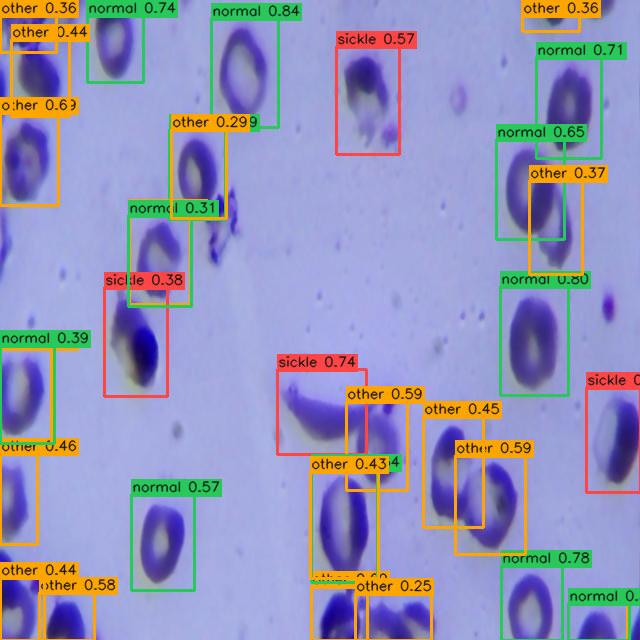 other 0.36
normal 0.74
normal 0.84
other 0.36
other 0.44
sickle 0.57
normal 0.71
other 0.69
other 0.29
normal 0.65
other 0.37
normal 0.31
sickle 0.38
normal 0.80
normal 0.39
sickle 0.74
sickle
other 0.59
other 0.45
other 0.46
other 0.59
other 0.43
normal 0.57
normal 0.78
other 0.44
other 0.58
other 0.25
normal 0.